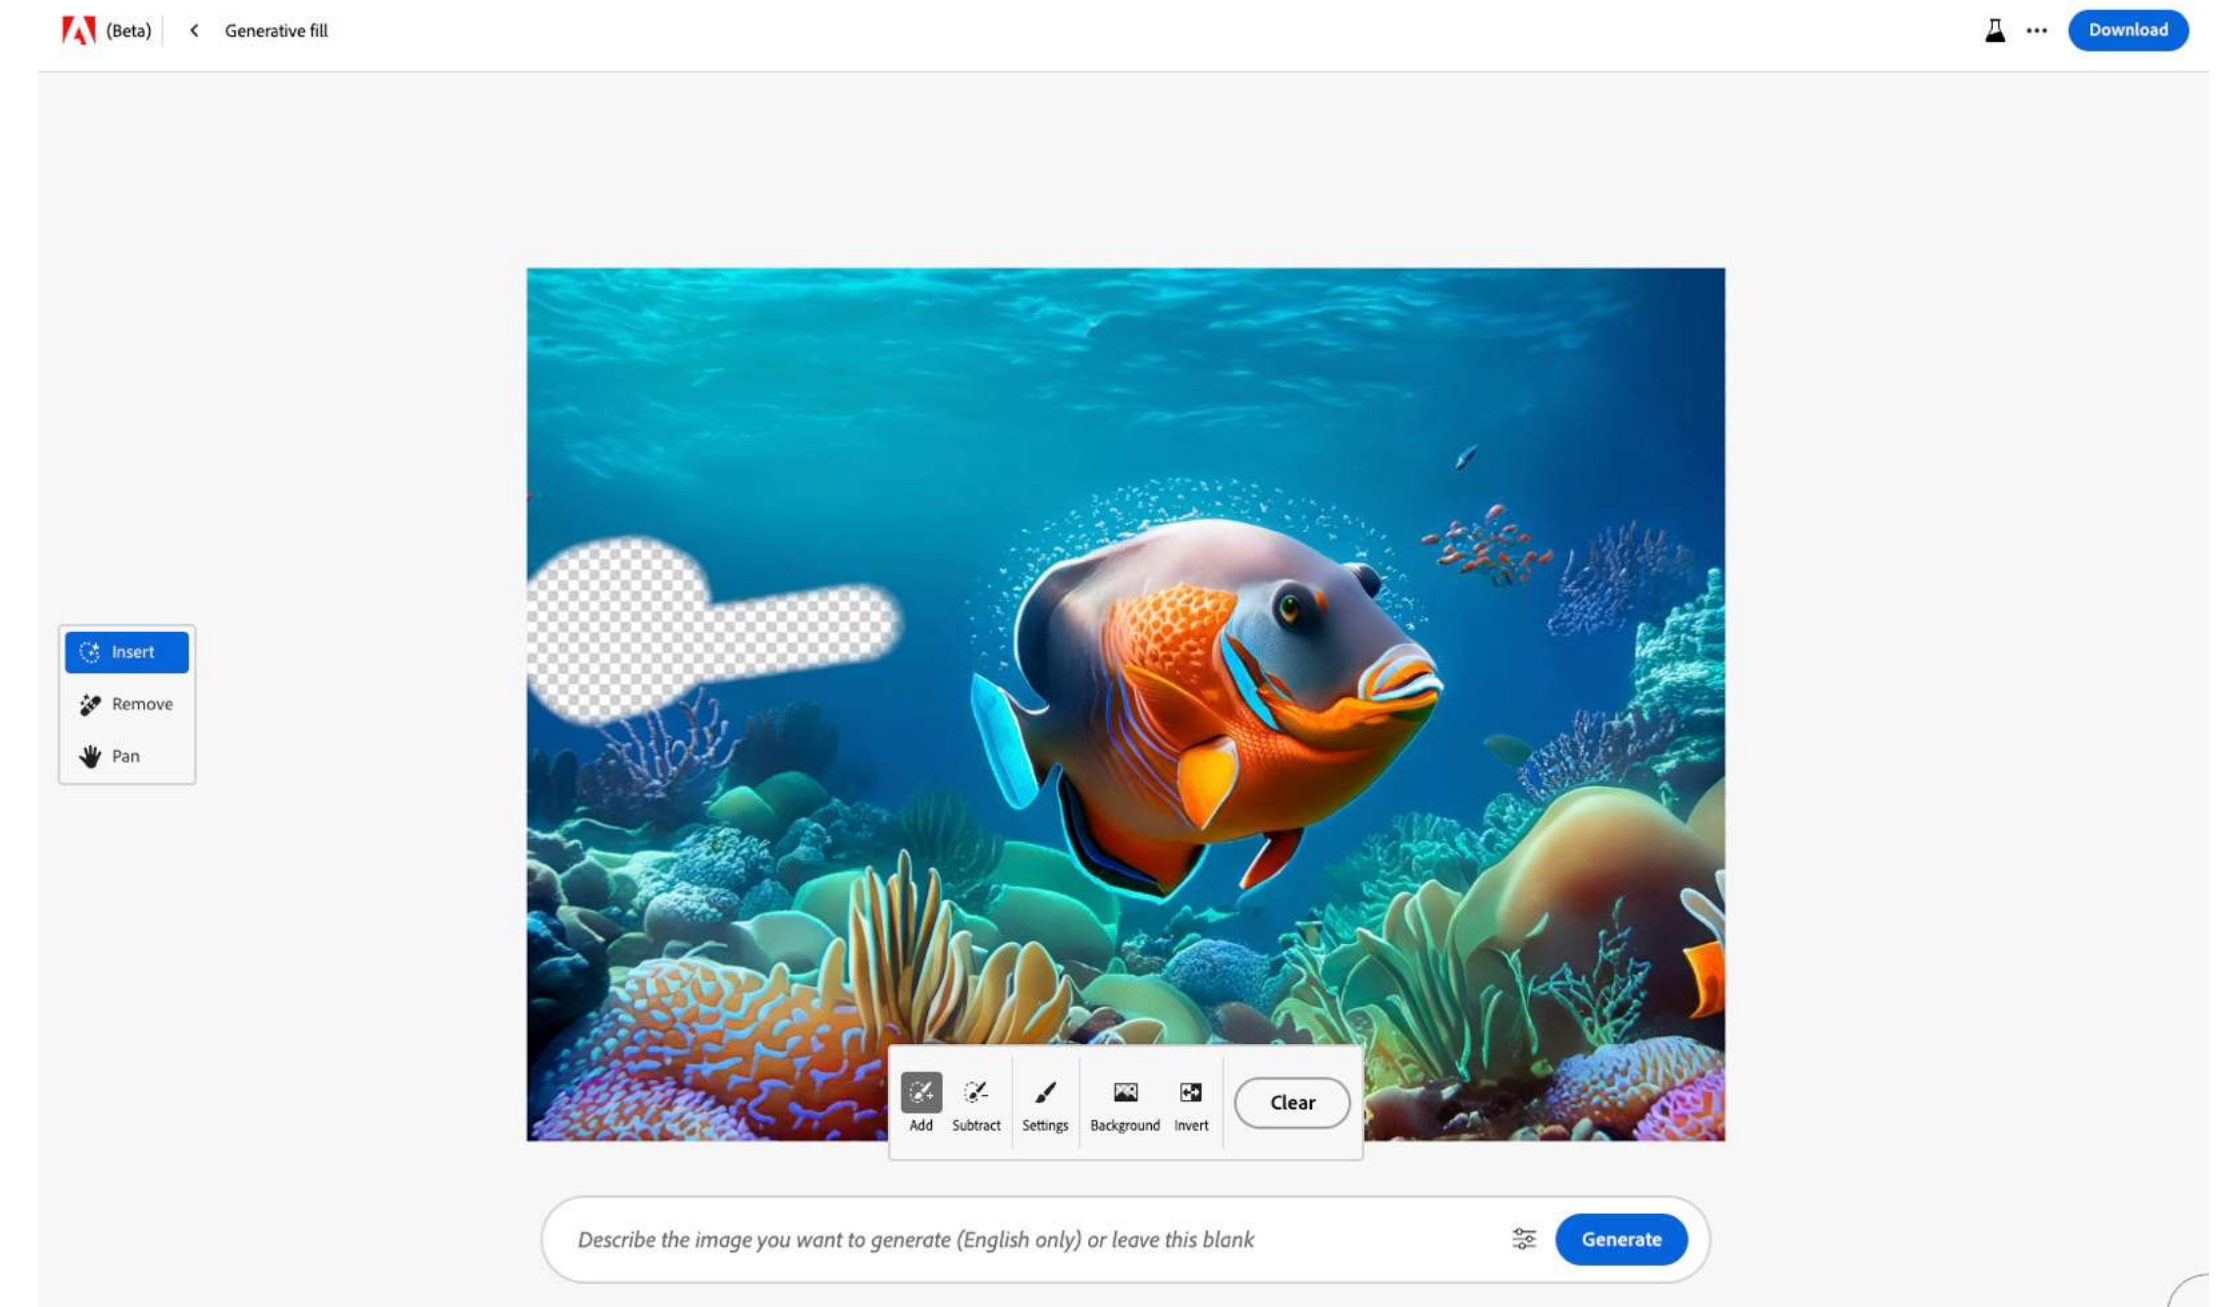 (Beta)
Generative fill
Download
Insert
Remove
Pan
Add
Subtract
Settings
Background
Invert
Clear
Describe the image you want to generate (English only) or leave this blank
Generate